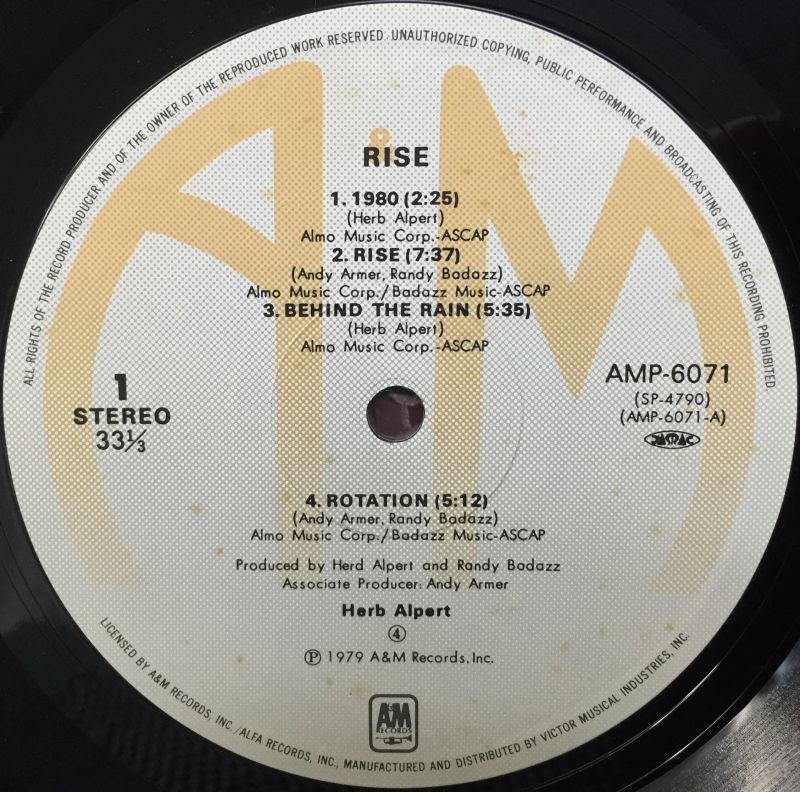 ALL RIGHTS OF THE RECORD PRODUCER AND OF THE OWNER OF THE REPRODUCED WORK RESERVED. UNAUTHORIZED COPYING, PUBLIC PERFORMANCE AND BROADCASTING OF THIS RECORDING PROHIBITED.
A&M
RISE
1. 1980 (2:25)
(Herb Alpert)
Almo Music Corp.-ASCAP
2. RISE (7:37)
(Andy Armer, Randy Badazz)
Almo Music Corp./Badazz Music-ASCAP
3. BEHIND THE RAIN (5:35)
(Herb Alpert)
Almo Music Corp.-ASCAP
1
STEREO
33⅓
AMP-6071
(SP-4790)
(AMP-6071-A)
JASRAC
4. ROTATION (5:12)
(Andy Armer, Randy Badazz)
Almo Music Corp./Badazz Music-ASCAP
Produced by Herd Alpert and Randy Badazz
Associate Producer: Andy Armer
Herb Alpert
④
Ⓟ 1979 A&M Records, Inc.
A&M
RECORDS
LICENSED BY A&M RECORDS, INC./ALFA RECORDS, INC., MANUFACTURED AND DISTRIBUTED BY VICTOR MUSICAL INDUSTRIES, INC.